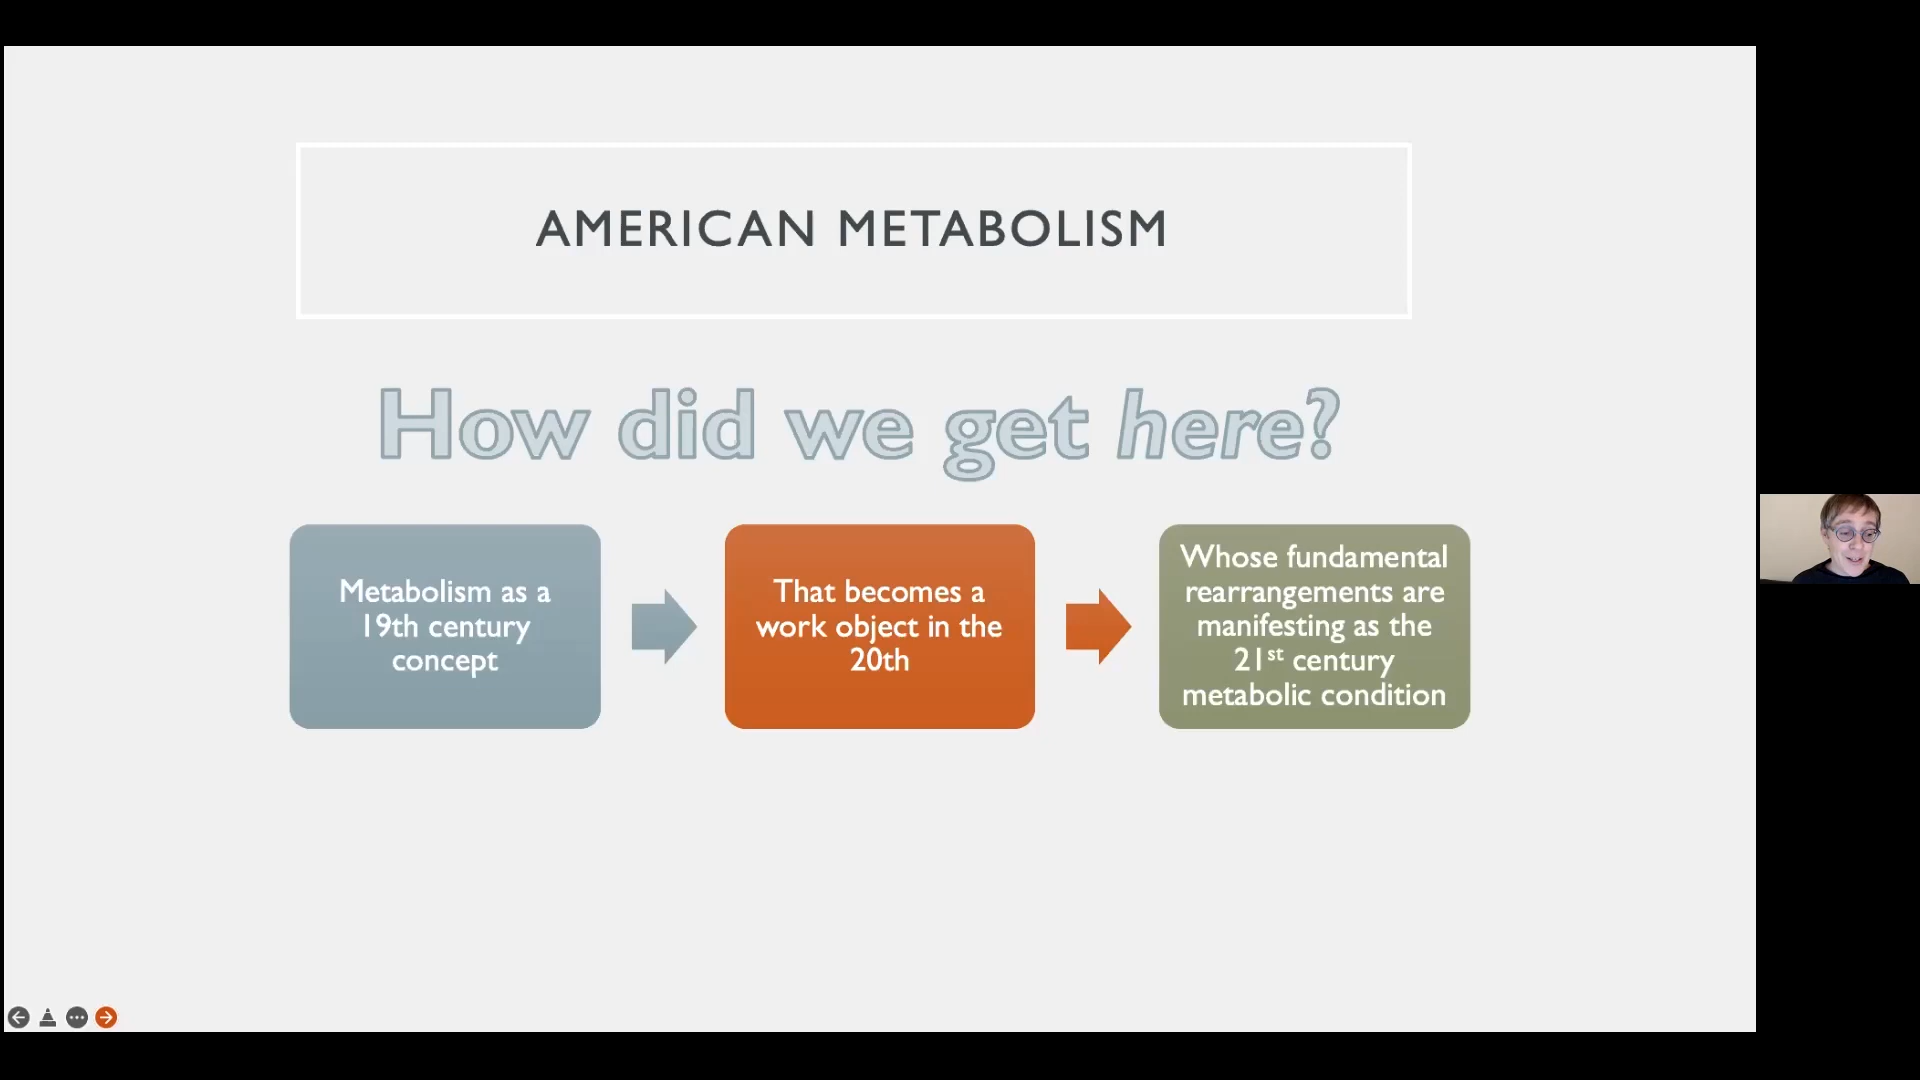 AMERICAN METABOLISM
How did we get here?
Metabolism as a
19th century
concept
That becomes a
work object in the
20th
Whose fundamental
rearrangements are
manifesting as the
21st century
metabolic condition